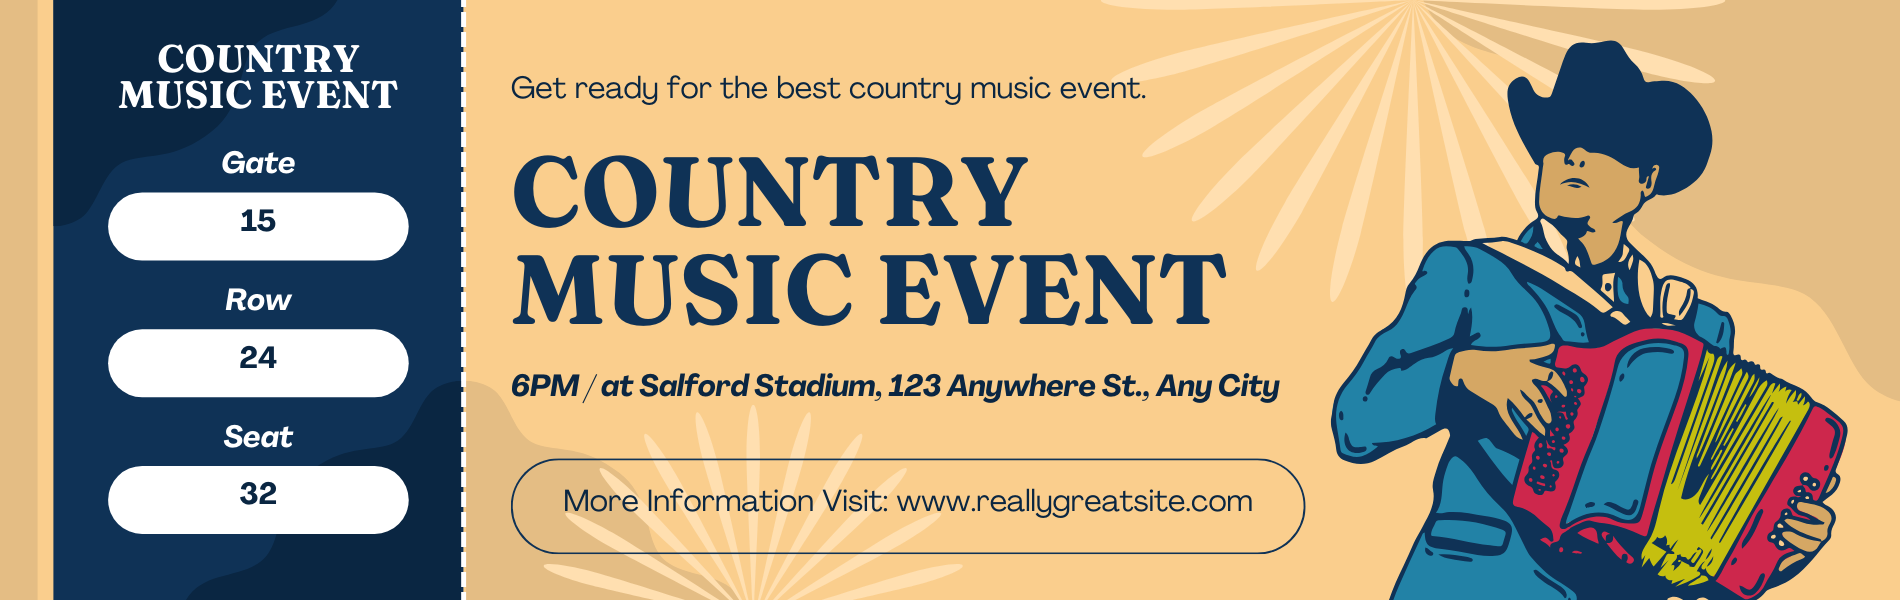 COUNTRY
MUSIC EVENT
Gate
15
Row
24
Seat
32
Get ready for the best country music event.
COUNTRY
MUSIC EVENT
6PM / at Salford Stadium, 123 Anywhere St., Any City
More Information Visit: www.reallygreatsite.com